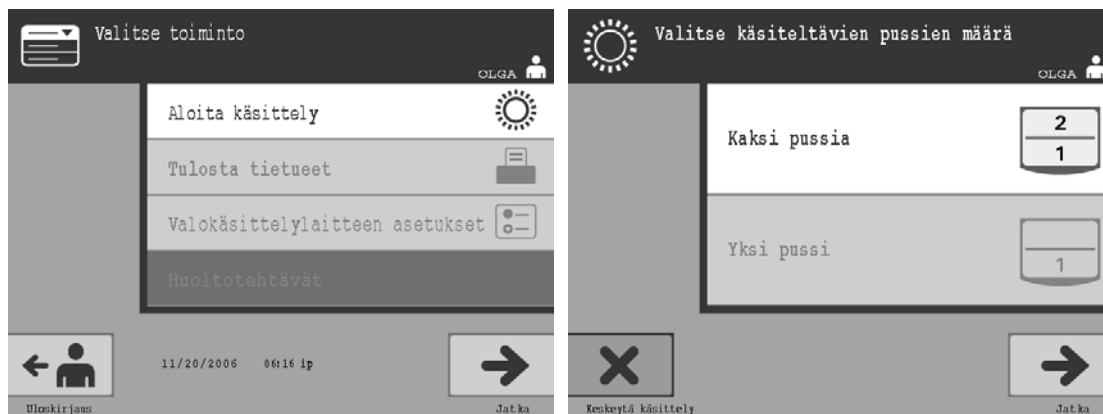 Valitse toiminto
OLGA
Aloita käsittely
Tulosta tietueet
Valokäsittelylaitteen asetukset
Huoltotehtävät
11/20/2006 06:16 ip
Uloskirjaus
Jatka
Valitse käsiteltävien pussien määrä
OLGA
Kaksi pussia
2
1
Yksi pussi
1
Keskeytä käsittely
Jatka